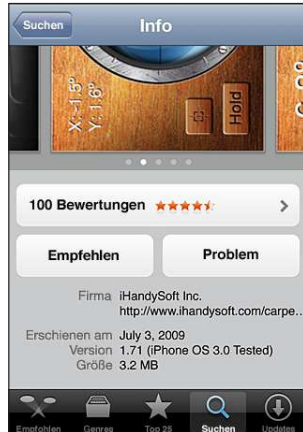 Suchen
Info
X:-1.5°
Y: 1.6°
Hold
100 Bewertungen
Empfehlen
Problem
Firma iHandySoft Inc.
http://www.ihandysoft.com/carpe...
Erschienen am July 3, 2009
Version 1.71 (iPhone OS 3.0 Tested)
Größe 3.2 MB
Empfohlen
Genres
Top 25
Suchen
Updates